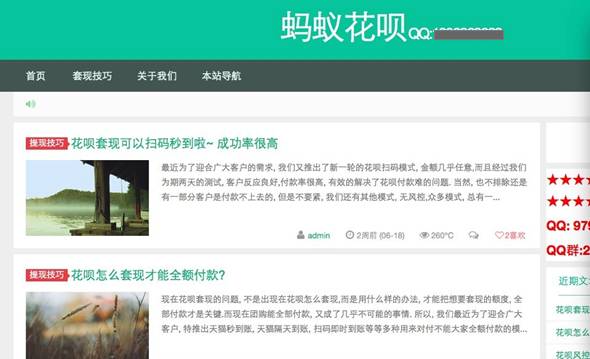 蚂蚁花呗QQ:
首页 套现技巧 关于我们 本站导航
提现技巧 花呗套现可以扫码秒到啦~ 成功率很高
最近为了迎合广大客户的需求, 我们又推出了新一轮的花呗扫码模式, 金额几乎任意,而且经过我们
为期两天的测试, 客户反应良好,付款率很高, 有效的解决了花呗付款难的问题. 当然, 也不排除还是
有一部分客户是付款不上去的, 但是不要紧, 我们还有其他模式, 无风控,众多模式, 总有一...
admin 2周前 (06-18) 260°C 2喜欢
提现技巧 花呗怎么套现才能全额付款?
现在花呗套现的问题, 不是出现在花呗怎么套现,而是用什么样的办法, 才能把想要套现的额度, 全
部付款才是关键.而现在团购能全部付款, 又成了几乎不可能的事情. 所以, 我们最近为了迎合广大
客户, 特推出天猫秒到账, 天猫隔天到账, 扫码即时到账等等多种用来对付不能大家全额付款的模...
★★★★
★★★★
QQ: 979
QQ群:2
近期文
花呗套现
花呗怎么
花呗风控